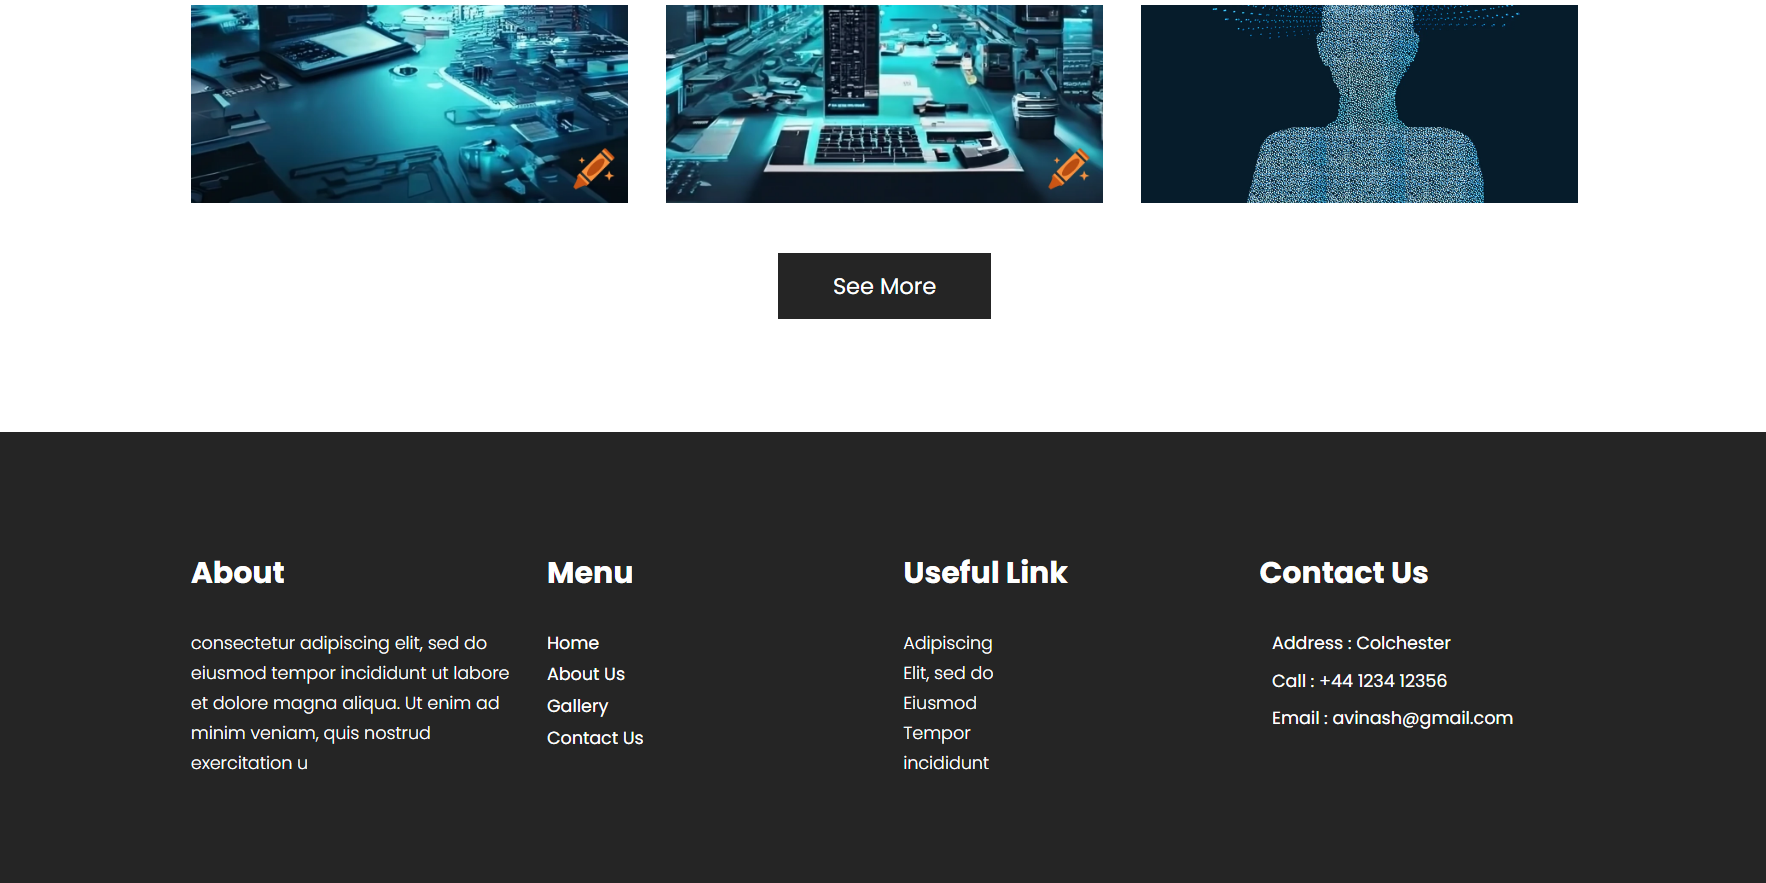 See More
About
consectetur adipiscing elit, sed do
eiusmod tempor incididunt ut labore
et dolore magna aliqua. Ut enim ad
minim veniam, quis nostrud
exercitation u
Menu
Home
About Us
Gallery
Contact Us
Useful Link
Adipiscing
Elit, sed do
Eiusmod
Tempor
incididunt
Contact Us
Address : Colchester
Call : +44 1234 12356
Email : avinash@gmail.com